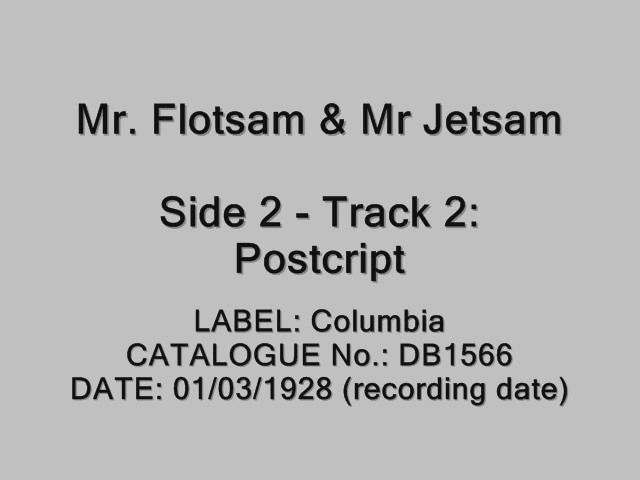 Mr. Flotsam & Mr Jetsam
Side 2 - Track 2:
Postcript
LABEL: Columbia
CATALOGUE No.: DB1566
DATE: 01/03/1928 (recording date)